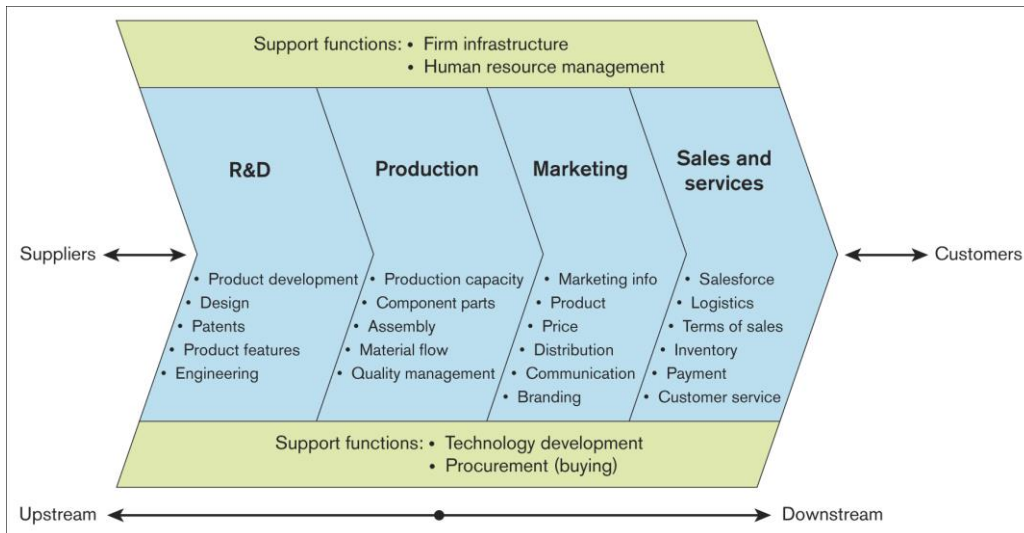 Support functions: • Firm infrastructure
• Human resource management
R&D
Production
Marketing
Sales and
services
Suppliers
Customers
• Product development
• Design
• Patents
• Product features
• Engineering
• Production capacity
• Component parts
• Assembly
• Material flow
• Quality management
• Marketing info
• Product
• Price
• Distribution
• Communication
• Branding
• Salesforce
• Logistics
• Terms of sales
• Inventory
• Payment
• Customer service
Support functions: • Technology development
• Procurement (buying)
Upstream
Downstream